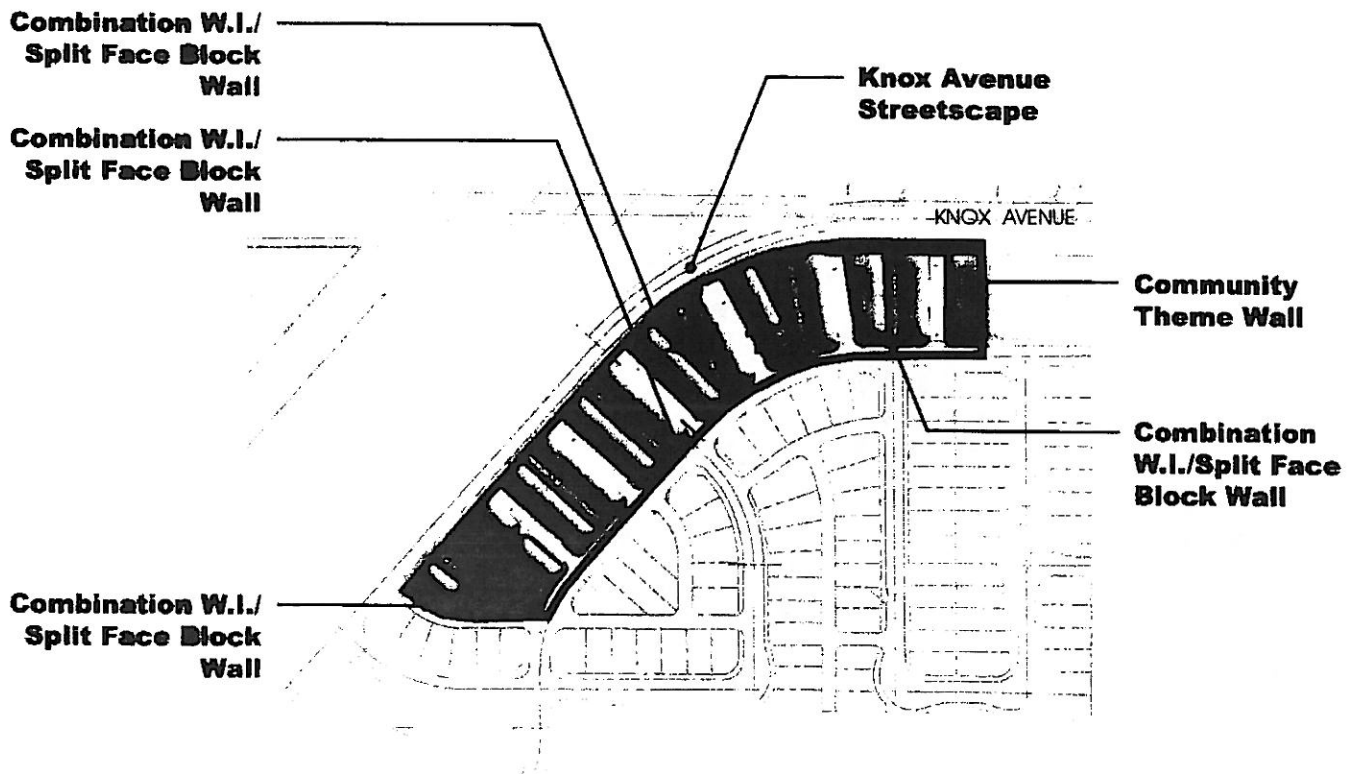 Combination W.I./
Split Face Block
Wall
Combination W.I./
Split Face Block
Wall
Knox Avenue
Streetscape
KNOX AVENUE
Community
Theme Wall
Combination
W.I./Split Face
Block Wall
Combination W.I./
Split Face Block
Wall